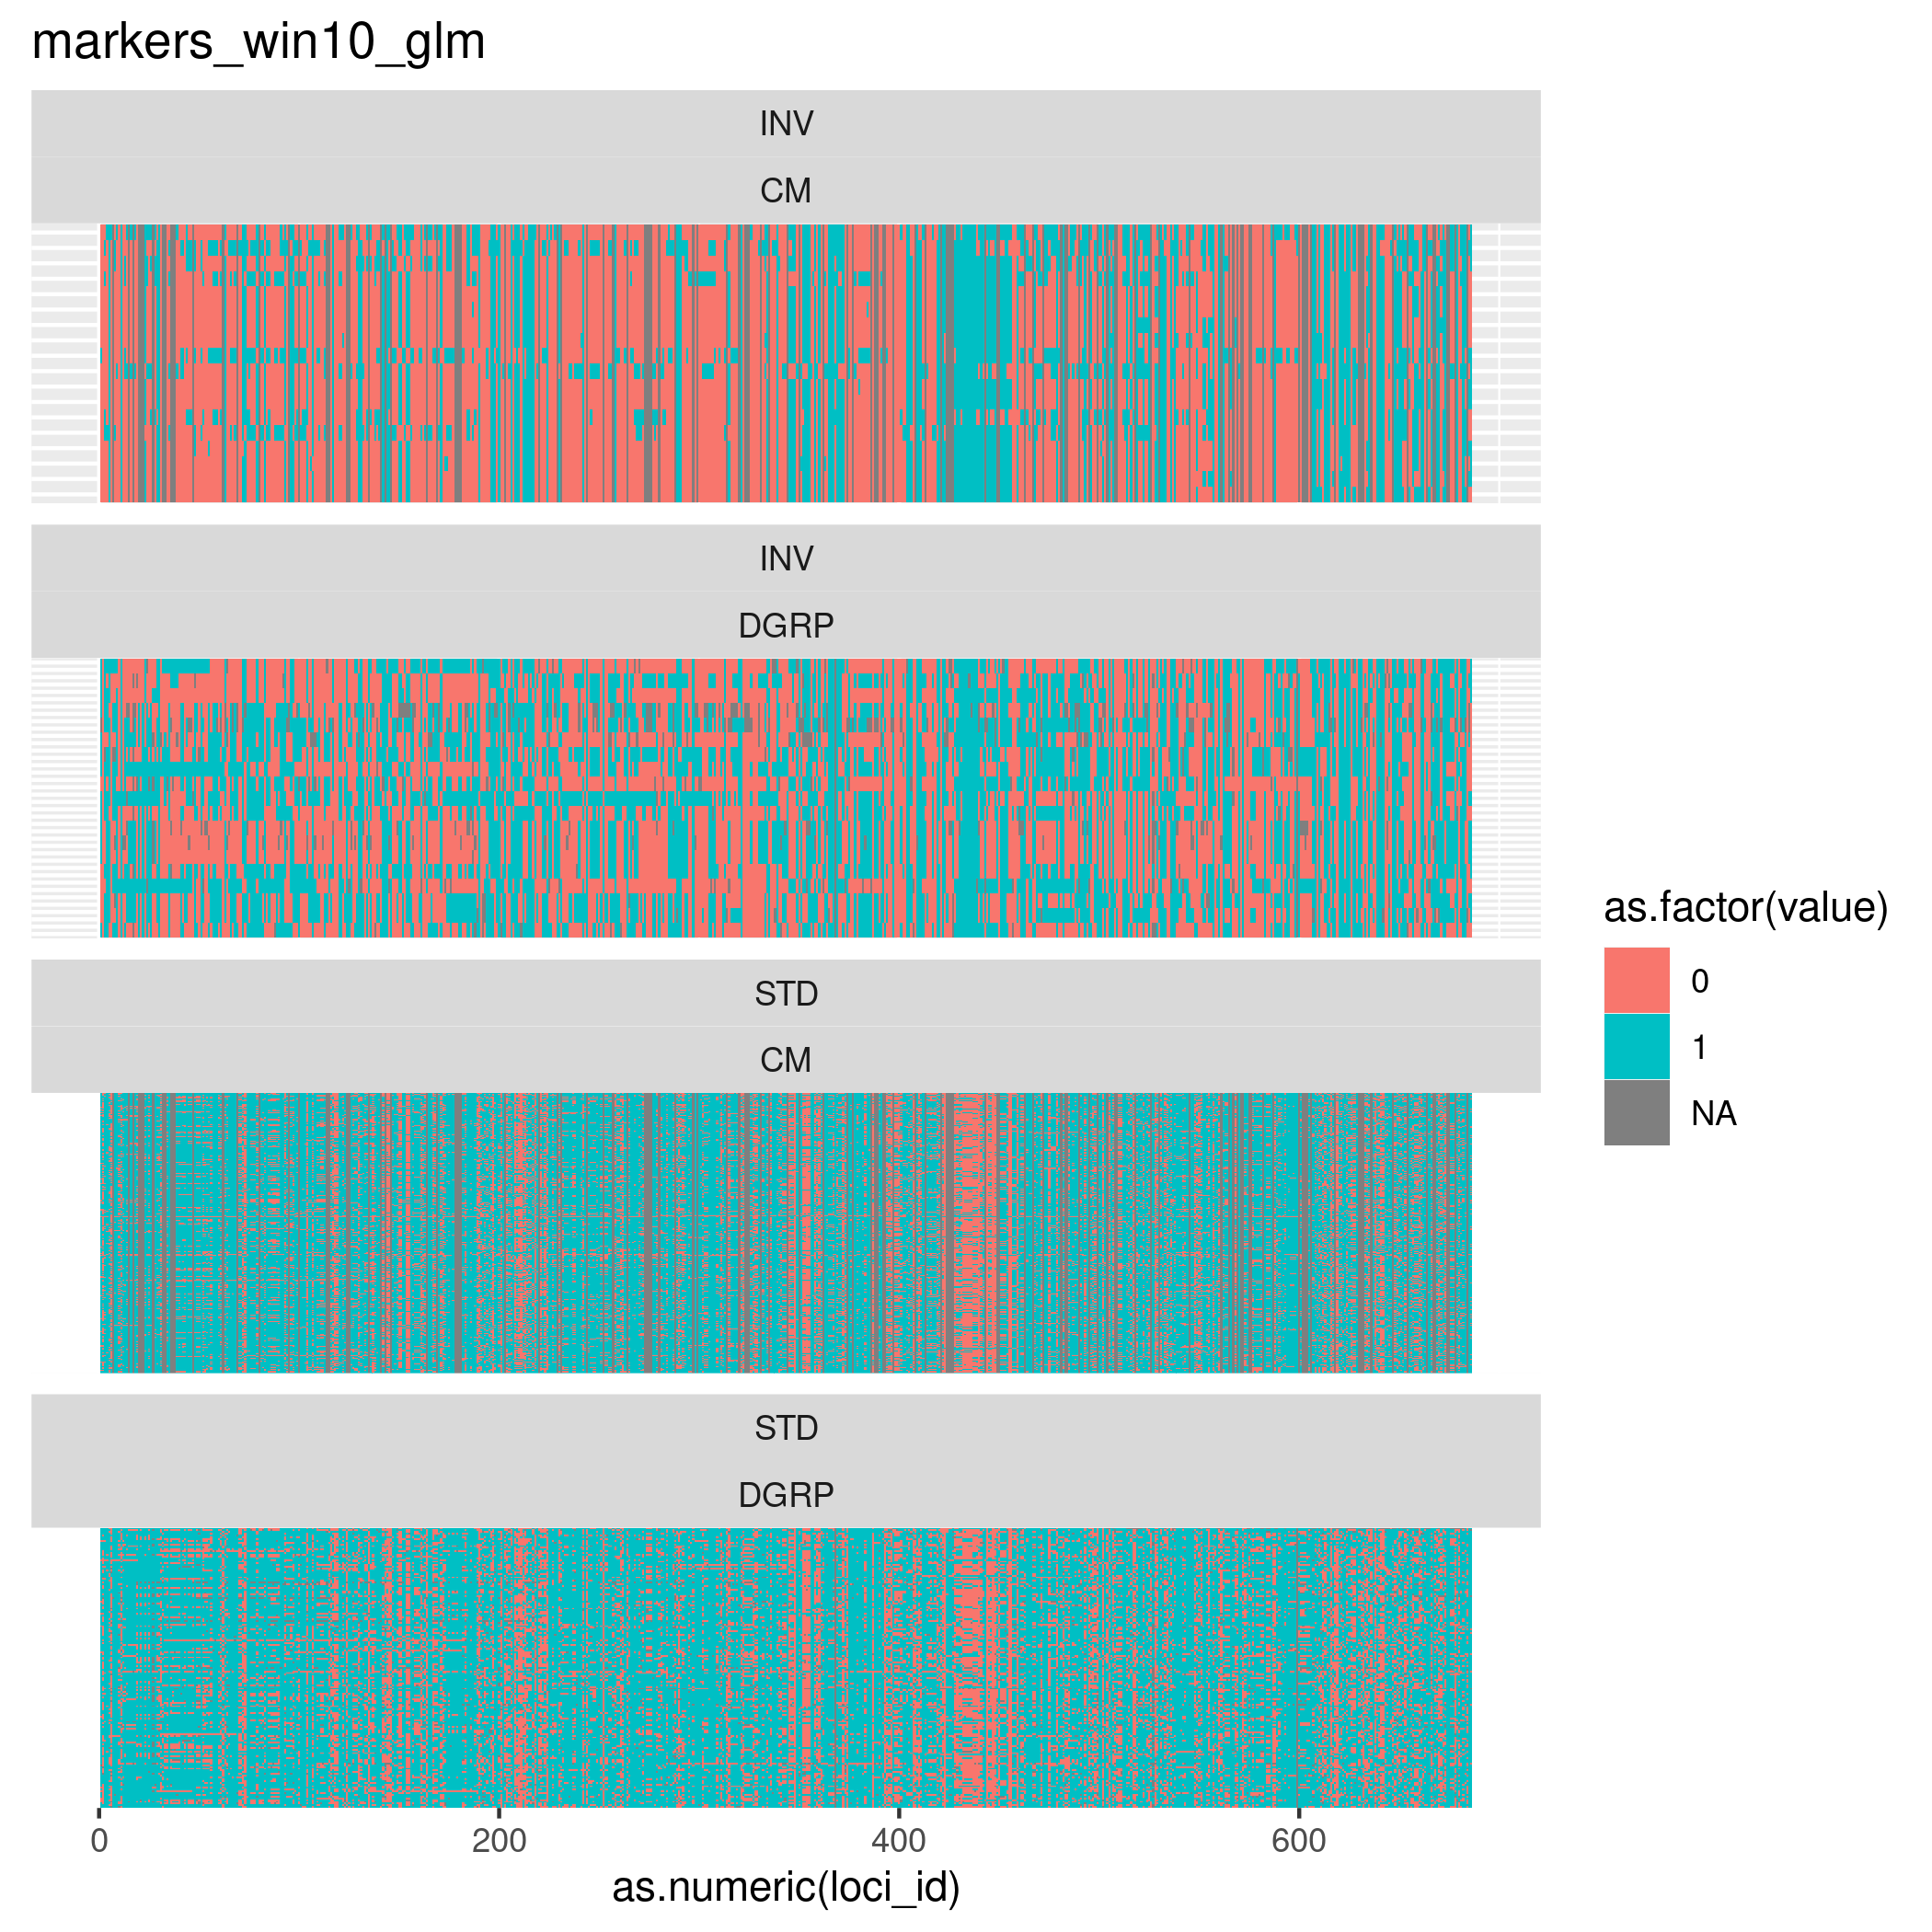 markers_win10_glm
INV
CM
INV
DGRP
STD
CM
STD
DGRP
0 200 400 600
as.numeric(loci_id)
as.factor(value)
0
1
NA